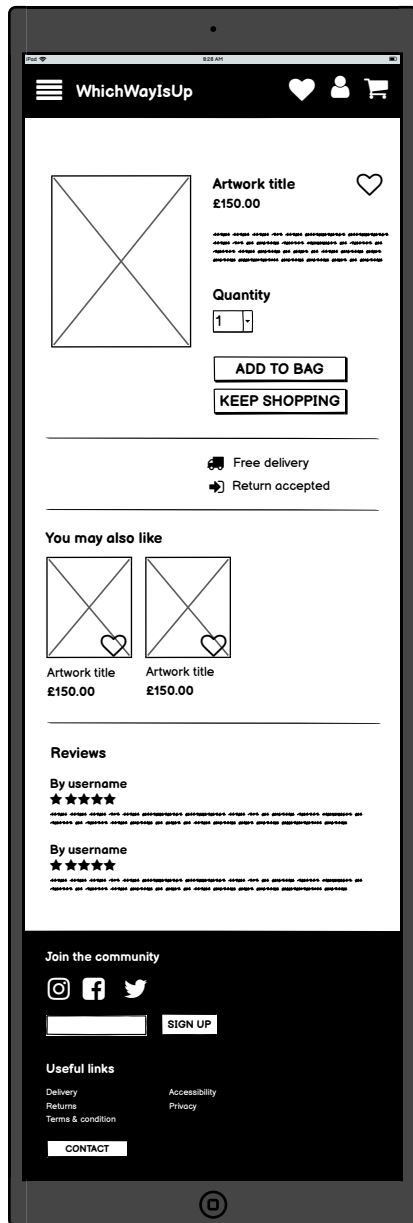 iPad
8:28 AM
WhichWayIsUp
Artwork title
£150.00
Quantity
1
ADD TO BAG
KEEP SHOPPING
Free delivery
Return accepted
You may also like
Artwork title
£150.00
Artwork title
£150.00
Reviews
By username
By username
Join the community
SIGN UP
Useful links
Delivery
Accessibility
Returns
Privacy
Terms & condition
CONTACT